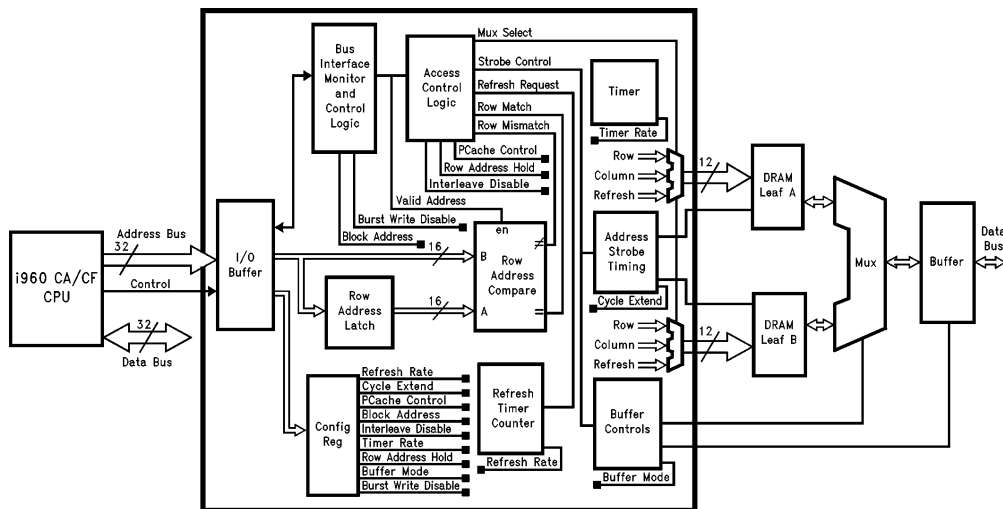 i960 CA/CF
CPU
Address Bus
32
Control
32
Data Bus
I/O
Buffer
Bus
Interface
Monitor
and
Control
Logic
Access
Control
Logic
Mux Select
Strobe Control
Refresh Request
Row Match
Row Mismatch
PCache Control
Row Address Hold
Interleave Disable
Valid Address
Burst Write Disable
Block Address
16
en
B
Row
Address
Compare
A
≠
=
Row
Address
Latch
16
Config
Reg
Refresh Rate
Cycle Extend
PCache Control
Block Address
Interleave Disable
Timer Rate
Row Address Hold
Buffer Mode
Burst Write Disable
Refresh
Timer
Counter
Refresh Rate
Timer
Timer Rate
Row
Column
Refresh
12
Address
Strobe
Timing
Cycle Extend
Row
Column
Refresh
12
Buffer
Controls
Buffer Mode
DRAM
Leaf A
DRAM
Leaf B
Mux
Buffer
Data
Bus